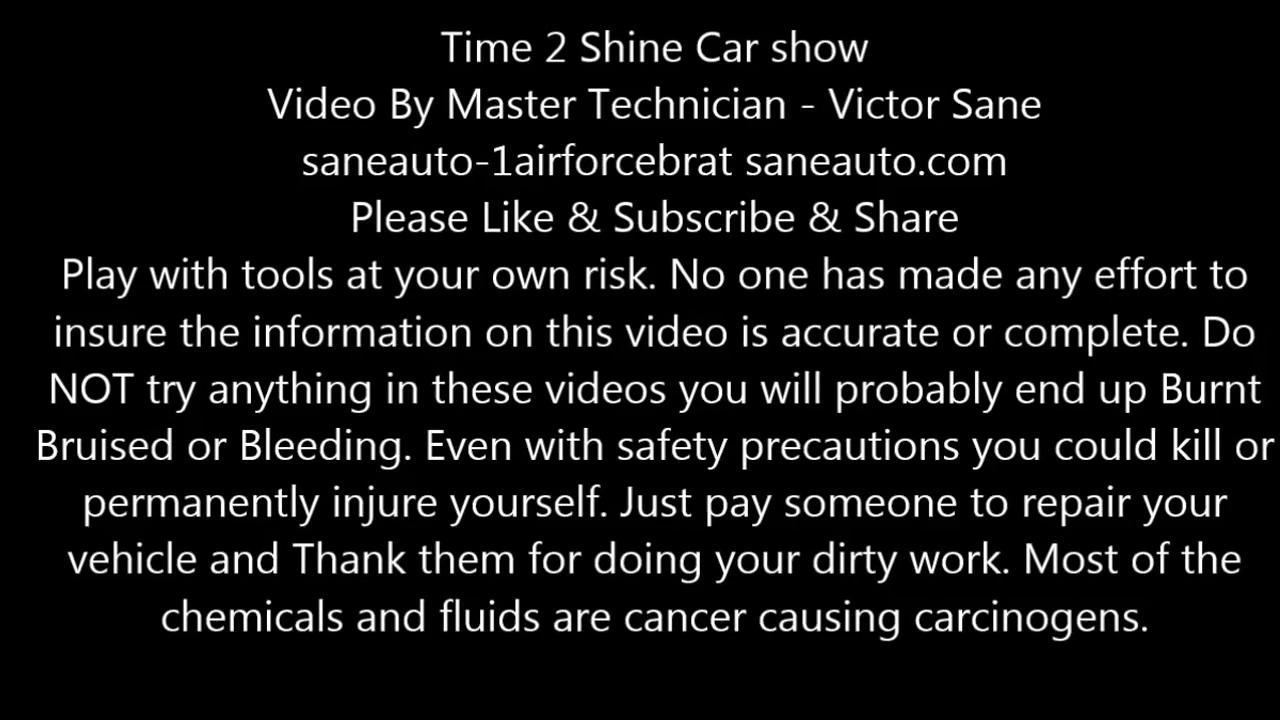 Time 2 Shine Car show
Video By Master Technician - Victor Sane
saneauto-1airforcebrat saneauto.com
Please Like & Subscribe & Share
Play with tools at your own risk. No one has made any effort to
insure the information on this video is accurate or complete. Do
NOT try anything in these videos you will probably end up Burnt
Bruised or Bleeding. Even with safety precautions you could kill or
permanently injure yourself. Just pay someone to repair your
vehicle and Thank them for doing your dirty work. Most of the
chemicals and fluids are cancer causing carcinogens.